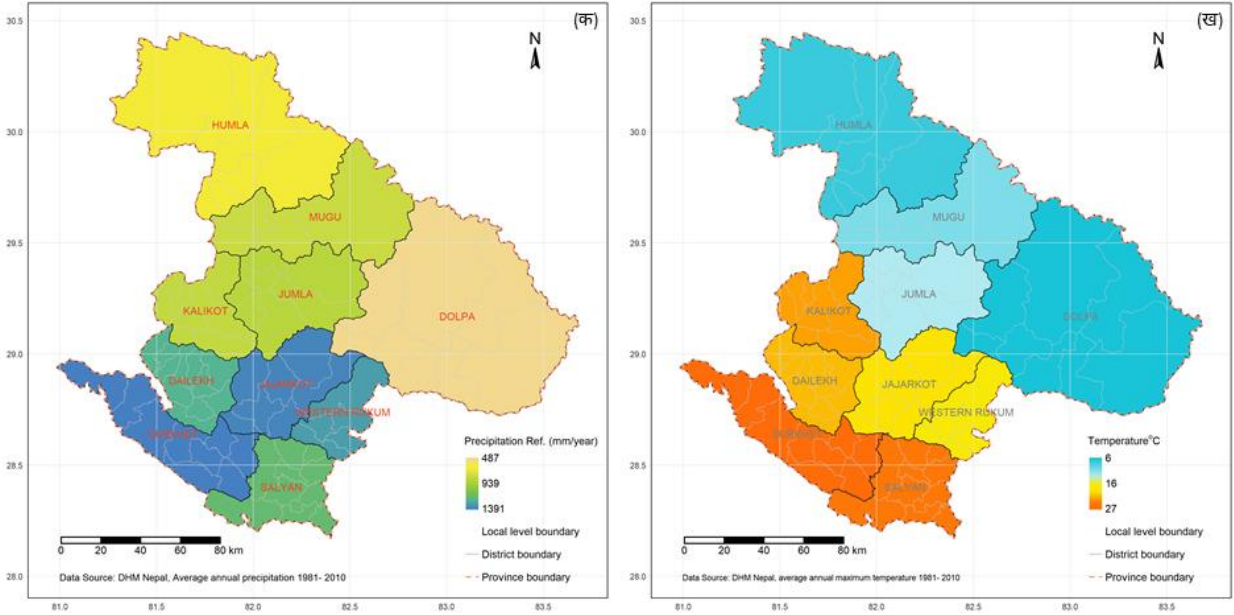 (क)
N
30.5
30.0
29.5
29.0
28.5
28.0
HUMLA
MUGU
JUMLA
KALIKOT
DOLPA
DAILEKH
JAJARKOT
WESTERN RUKUM
SALYAN
Precipitation Ref. (mm/year)
487
939
1391
Local level boundary
District boundary
Province boundary
0 20 40 60 80 km
Data Source: DHM Nepal, Average annual precipitation 1981- 2010
81.0 81.5 82.0 82.5 83.0 83.5
(ख)
N
30.5
30.0
29.5
29.0
28.5
28.0
HUMLA
MUGU
JUMLA
KALIKOT
DOLPA
DAILEKH
JAJARKOT
WESTERN RUKUM
SALYAN
Temperature°C
6
16
27
Local level boundary
District boundary
Province boundary
0 20 40 60 80 km
Data Source: DHM Nepal, average annual maximum temperature 1981- 2010
81.0 81.5 82.0 82.5 83.0 83.5